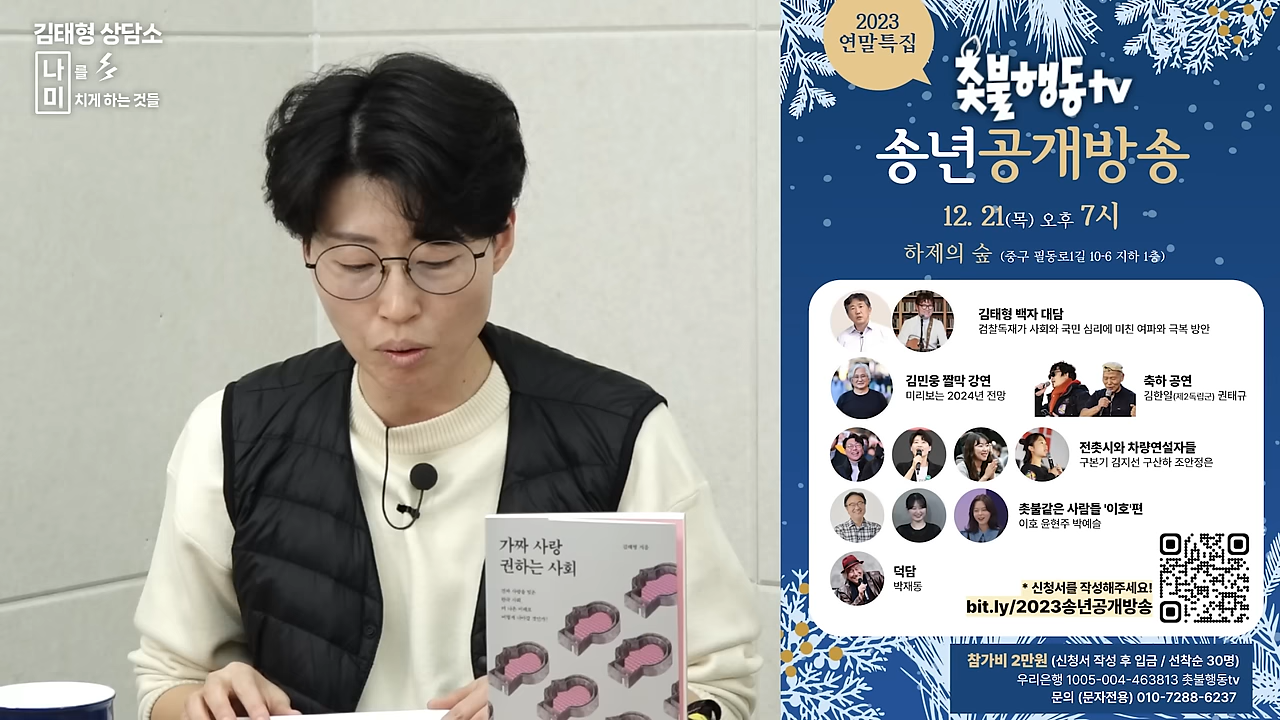 김태형 상담소
나를
미치게 하는 것들
가짜 사랑
권하는 사회
김태형 지음
2023
연말특집
촛불행동tv
송년공개방송
12. 21(목) 오후 7시
하제의 숲 (중구 필동로1길 10-6 지하 1층)
김태형 백자 대담
검찰독재가 사회와 국민 심리에 미친 여파와 극복 방안
김민웅 짤막 강연
미리보는 2024년 전망
축하 공연
김한일(제2독립군) 권태규
전촛시와 차량연설자들
구본기 김지선 구산하 조안정은
촛불같은 사람들 '이호'편
이호 윤현주 박예슬
덕담
박재동
* 신청서를 작성해주세요!
bit.ly/2023송년공개방송
참가비 2만원 (신청서 작성 후 입금 / 선착순 30명)
우리은행 1005-004-463813 촛불행동tv
문의 (문자전용) 010-7288-6237